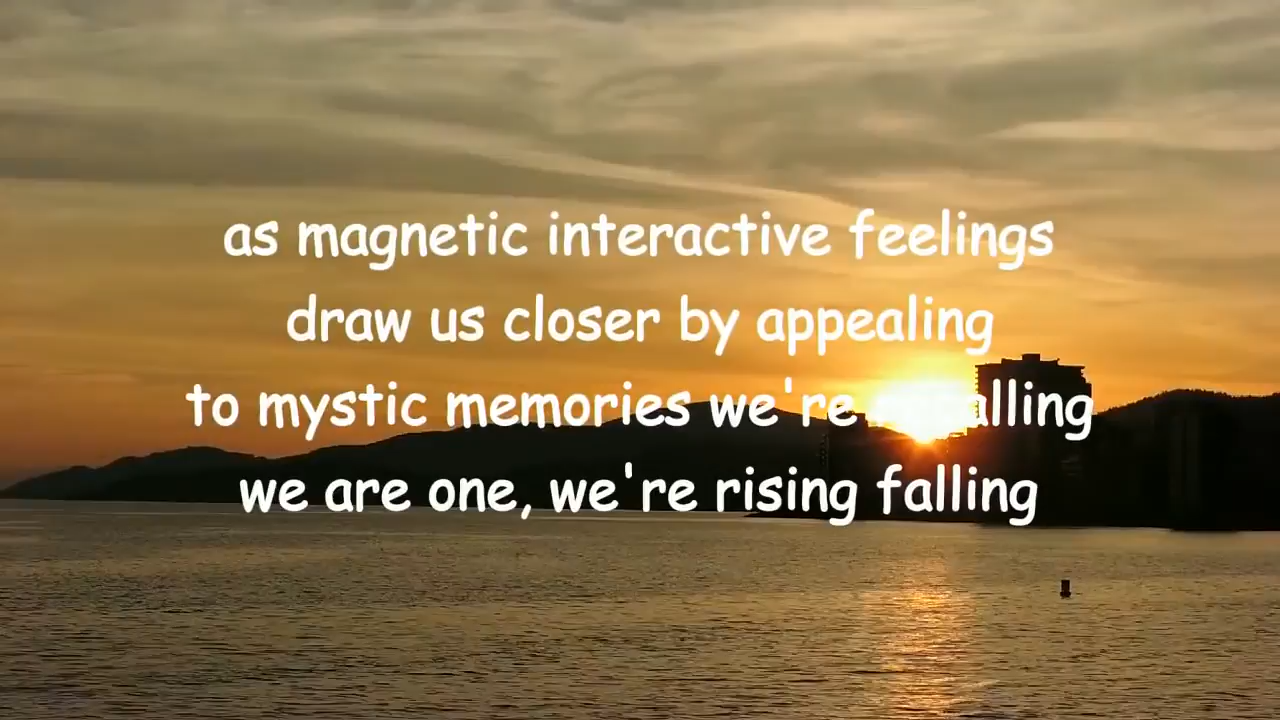 as magnetic interactive feelings
draw us closer by appealing
to mystic memories we're
we are one, we're rising falling